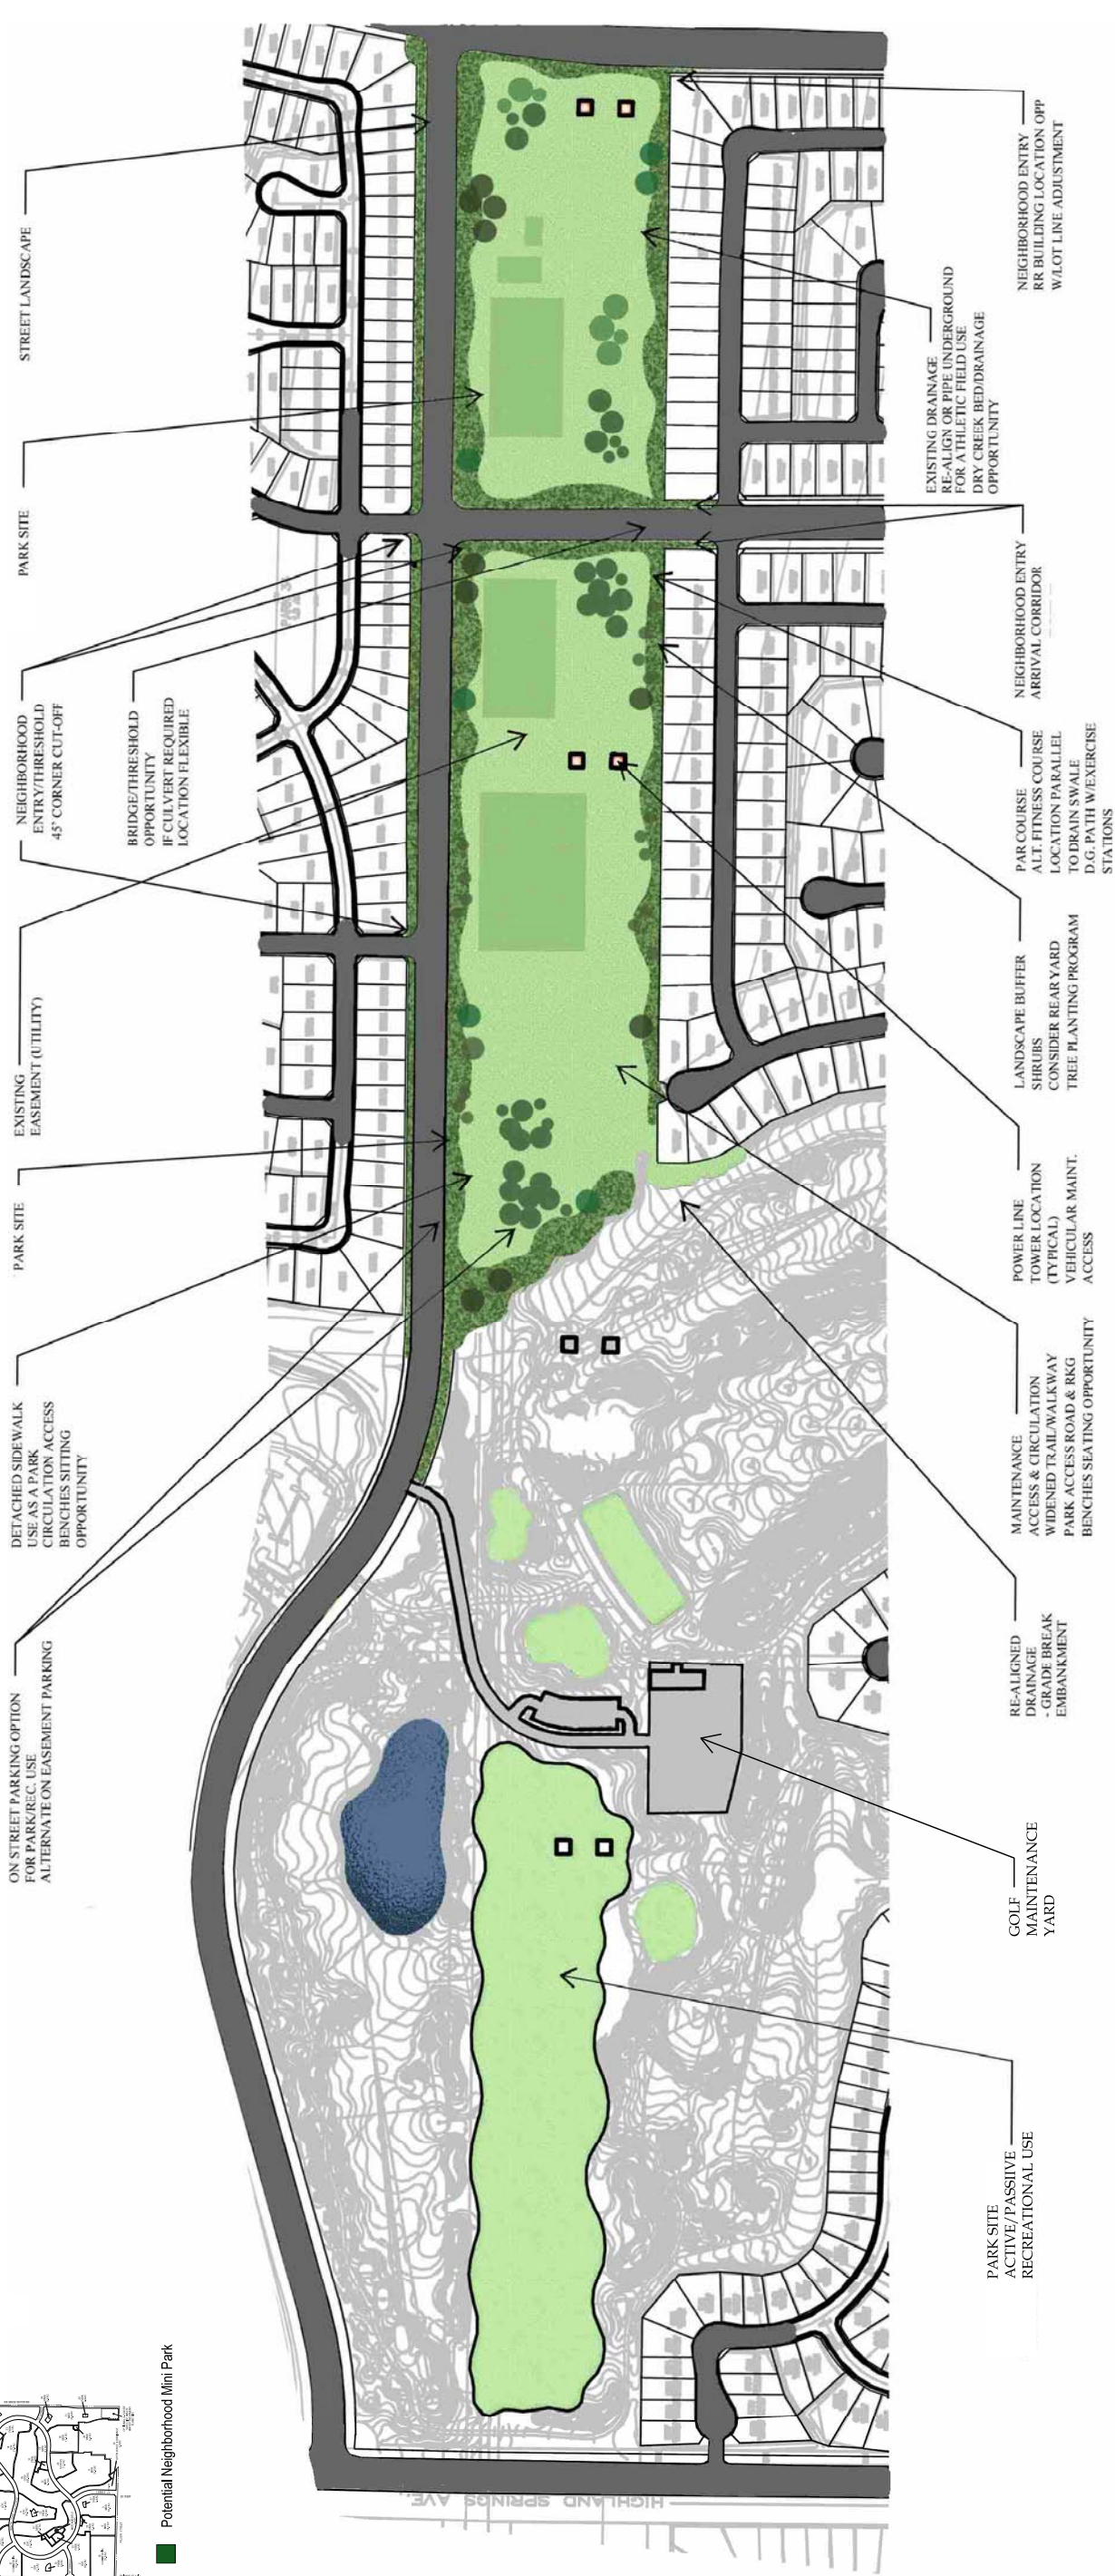 ON STREET PARKING OPTION
FOR PARK/REC. USE
ALTERNATE ON EASEMENT PARKING
DETACHED SIDEWALK
USE AS A PARK
CIRCULATION ACCESS
BENCHES SITTING
OPPORTUNITY
PARK SITE
EXISTING
EASEMENT (UTILITY)
NEIGHBORHOOD
ENTRY/THRESHOLD
45' CORNER CUT-OFF
BRIDGE/THRESHOLD
OPPORTUNITY
IF CULVERT REQUIRED
LOCATION FLEXIBLE
PARK SITE
STREET LANDSCAPE
Potential Neighborhood Mini Park
HIGHLAND SPRINGS AVE.
PARK SITE
ACTIVE/PASSIIVE
RECREATIONAL USE
GOLF
MAINTENANCE
YARD
RE-ALIGNED
DRAINAGE
- GRADE BREAK
EMBANKMENT
MAINTENANCE
ACCESS & CIRCULATION
WIDENED TRAIL/WALKWAY
PARK ACCESS ROAD & RKG
BENCHES SEATING OPPORTUNITY
POWER LINE
TOWER LOCATION
(TYPICAL)
VEHICULAR MAINT.
ACCESS
LANDSCAPE BUFFER
SHRUBS
CONSIDER REAR YARD
TREE PLANTING PROGRAM
PAR COURSE
ALT. FITNESS COURSE
LOCATION PARALLEL
TO DRAIN SWALE
D.G. PATH W/EXERCISE
STATIONS
NEIGHBORHOOD ENTRY
ARRIVAL CORRIDOR
EXISTING DRAINAGE
RE-ALIGN OR PIPE UNDERGROUND
FOR ATHLETIC FIELD USE
DRY CREEK BED/DRAINAGE
OPPORTUNITY
NEIGHBORHOOD ENTRY
RR BUILDING LOCATION OPP
W/LOT LINE ADJUSTMENT